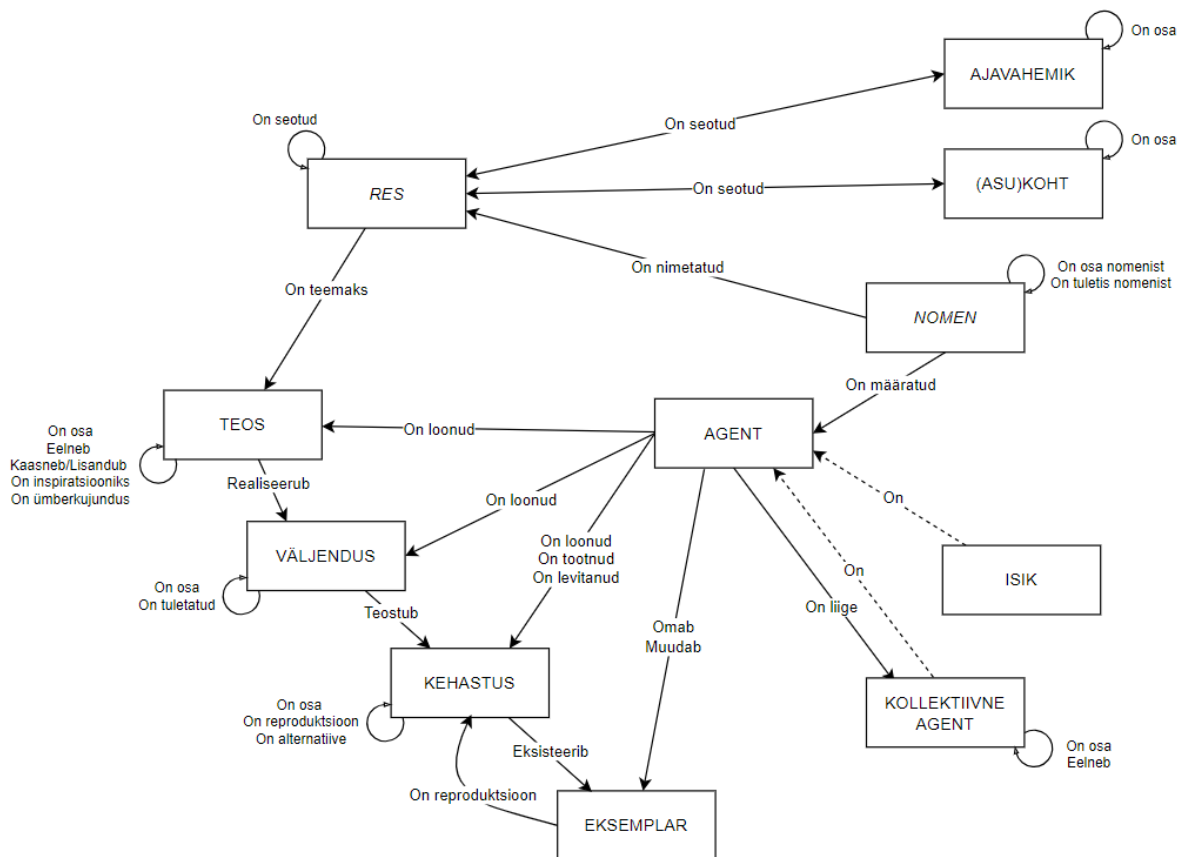 On osa
AJAVAHEMIK
On seotud
On seotud
On osa
RES
On seotud
(ASU)KOHT
On nimetatud
On osa nomenist
On tuletis nomenist
On teemaks
NOMEN
On määratud
TEOS
On loonud
AGENT
On osa
Eelneb
Kaasneb/Lisandub
On inspiratsiooniks
On ümberkujundus
Realiseerub
On loonud
On
VÄLJENDUS
On loonud
On tootnud
On levitanud
On
ISIK
On osa
On tuletatud
Teostub
On liige
Omab
Muudab
KEHASTUS
KOLLEKTIIVNE
AGENT
On osa
On reproduktsioon
On alternatiive
Eksisteerib
On osa
Eelneb
On reproduktsioon
EKSEMPLAR